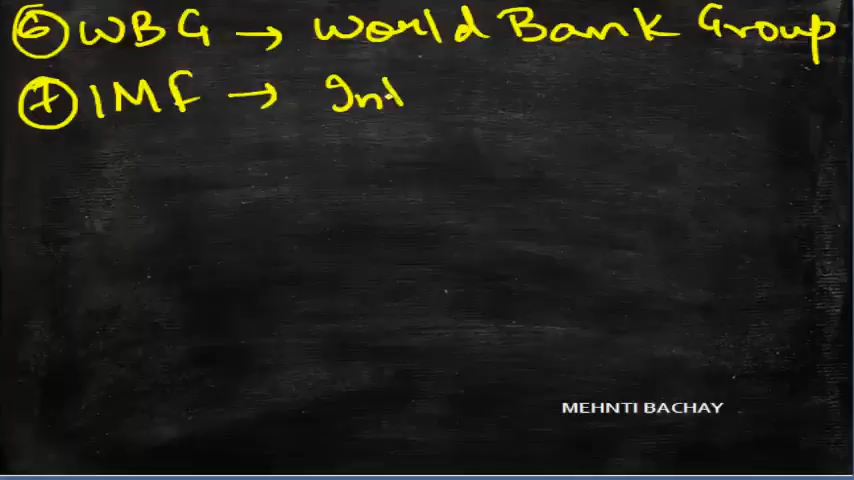 6 WBG → World Bank Group
7 IMF → Int
MEHNTI BACHAY